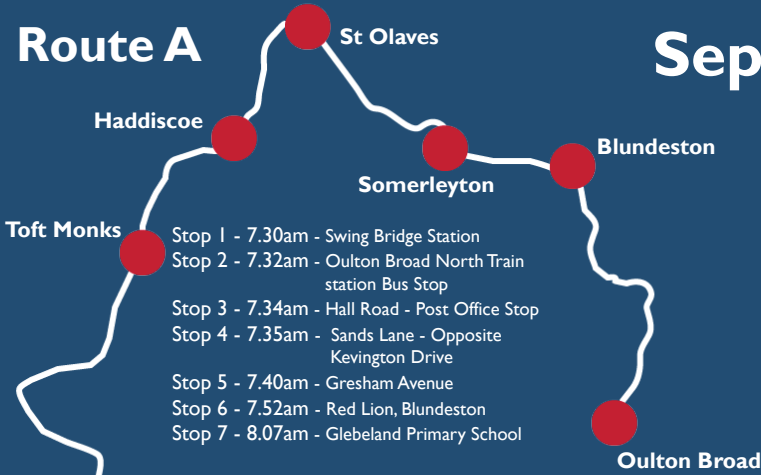 Route A
St Olaves
Sep
Haddiscoe
Blundeston
Somerleyton
Toft Monks
Stop 1 - 7.30am - Swing Bridge Station
Stop 2 - 7.32am - Oulton Broad North Train
station Bus Stop
Stop 3 - 7.34am - Hall Road - Post Office Stop
Stop 4 - 7.35am - Sands Lane - Opposite
Kevington Drive
Stop 5 - 7.40am - Gresham Avenue
Stop 6 - 7.52am - Red Lion, Blundeston
Stop 7 - 8.07am - Glebeland Primary School
Oulton Broad